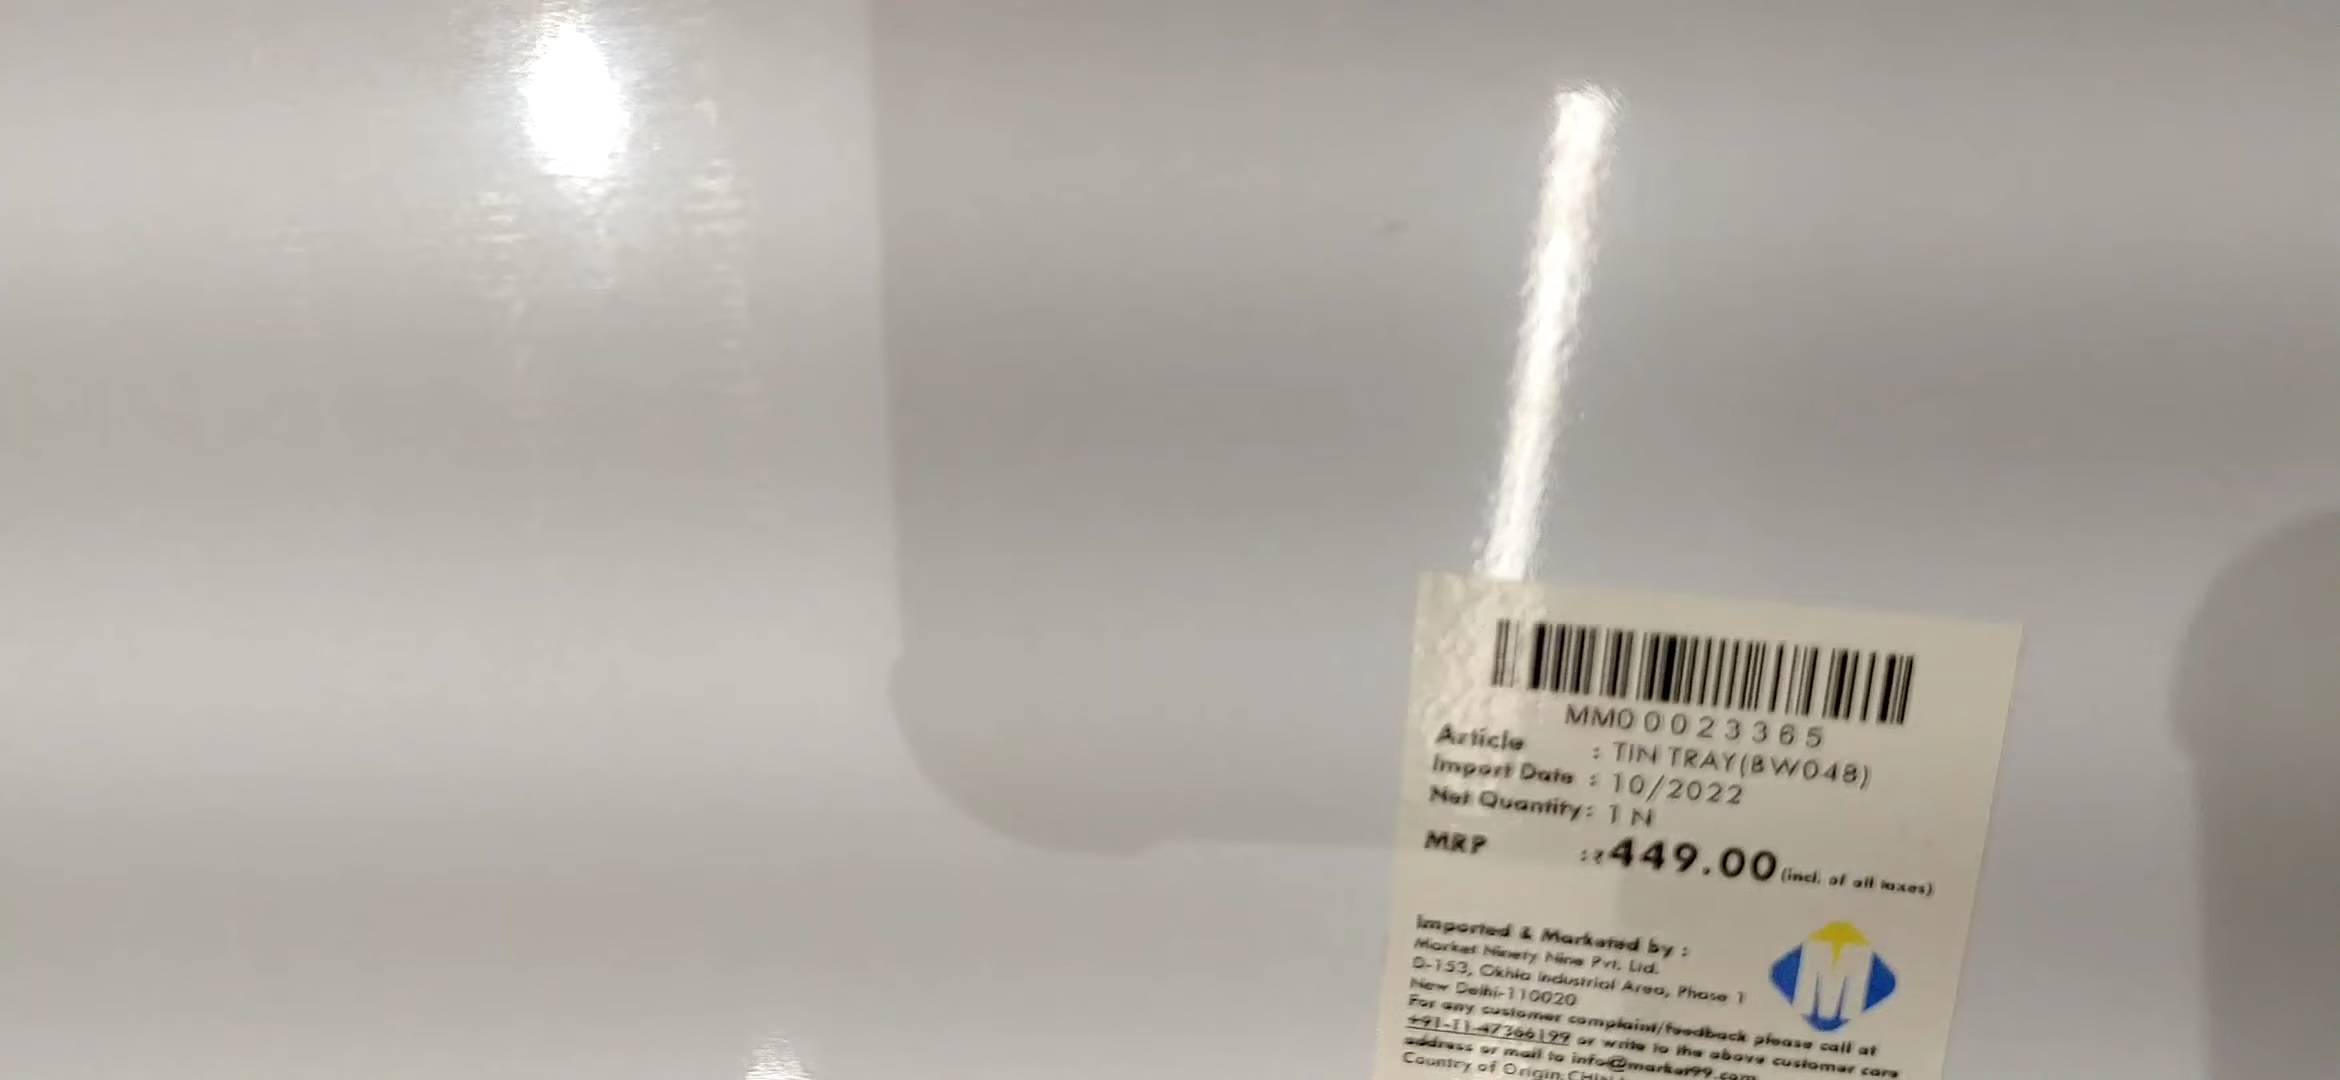 MM00023365
Article : TIN TRAY(BW048)
Import Date : 10/2022
Net Quantity: 1 N
MRP :₹449.00(incl. of all taxes)
Imported & Marketed by :
Market Ninety Nine Pvt. Ltd.
D-153, Okhla Industrial Area, Phase 1
New Delhi-110020
For any customer complaint/feedback please call at
+91-11-47366199 or write to the above customer care
address or mail to info@market99.com
Country of Origin: